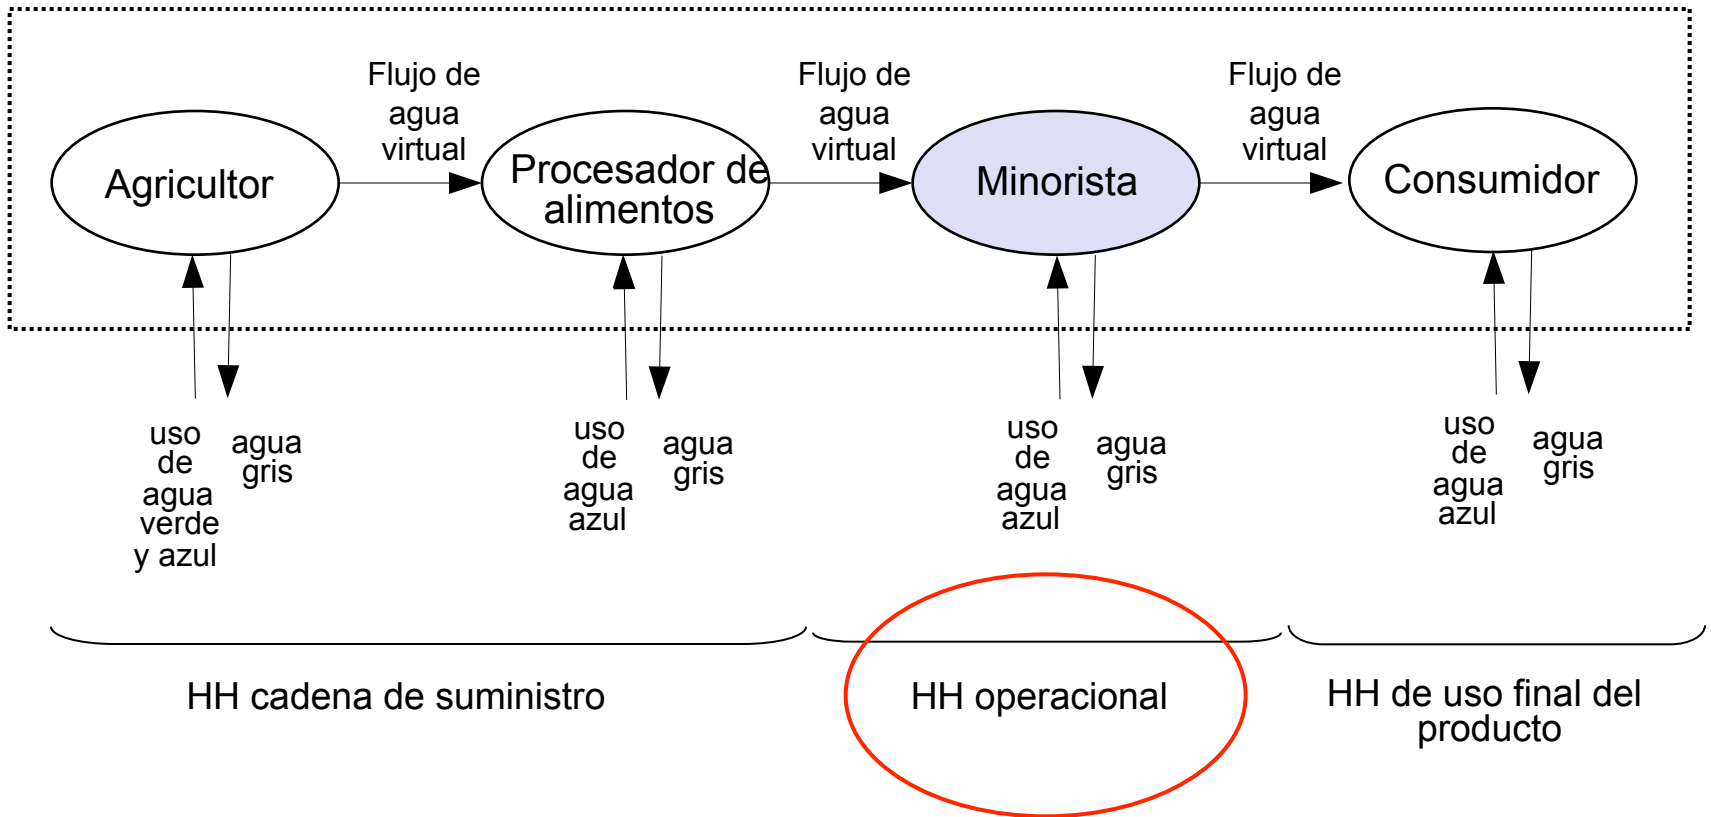 Flujo de
agua
virtual
Flujo de
agua
virtual
Flujo de
agua
virtual
Agricultor
Procesador de
alimentos
Minorista
Consumidor
uso
de
agua
verde
y azul
agua
gris
uso
de
agua
azul
agua
gris
uso
de
agua
azul
agua
gris
uso
de
agua
azul
agua
gris
HH cadena de suministro
HH operacional
HH de uso final del
producto